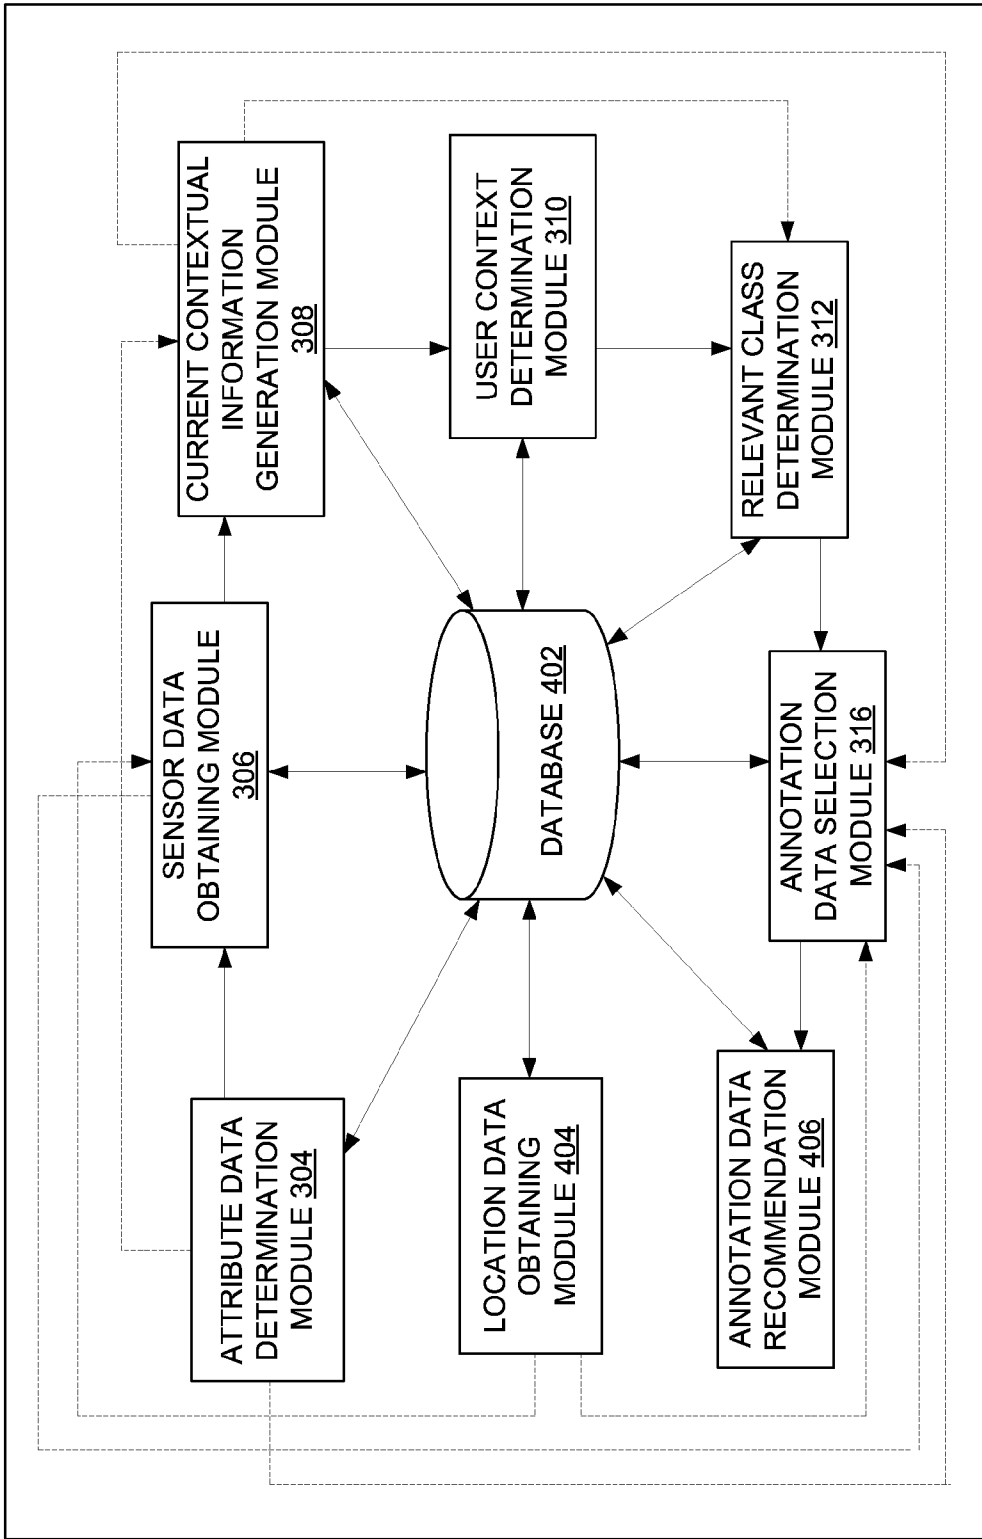 ATTRIBUTE DATA
DETERMINATION
MODULE 304
SENSOR DATA
OBTAINING MODULE
306
CURRENT CONTEXTUAL
INFORMATION
GENERATION MODULE
308
LOCATION DATA
OBTAINING
MODULE 404
DATABASE 402
USER CONTEXT
DETERMINATION
MODULE 310
ANNOTATION DATA
RECOMMENDATION
MODULE 406
ANNOTATION
DATA SELECTION
MODULE 316
RELEVANT CLASS
DETERMINATION
MODULE 312